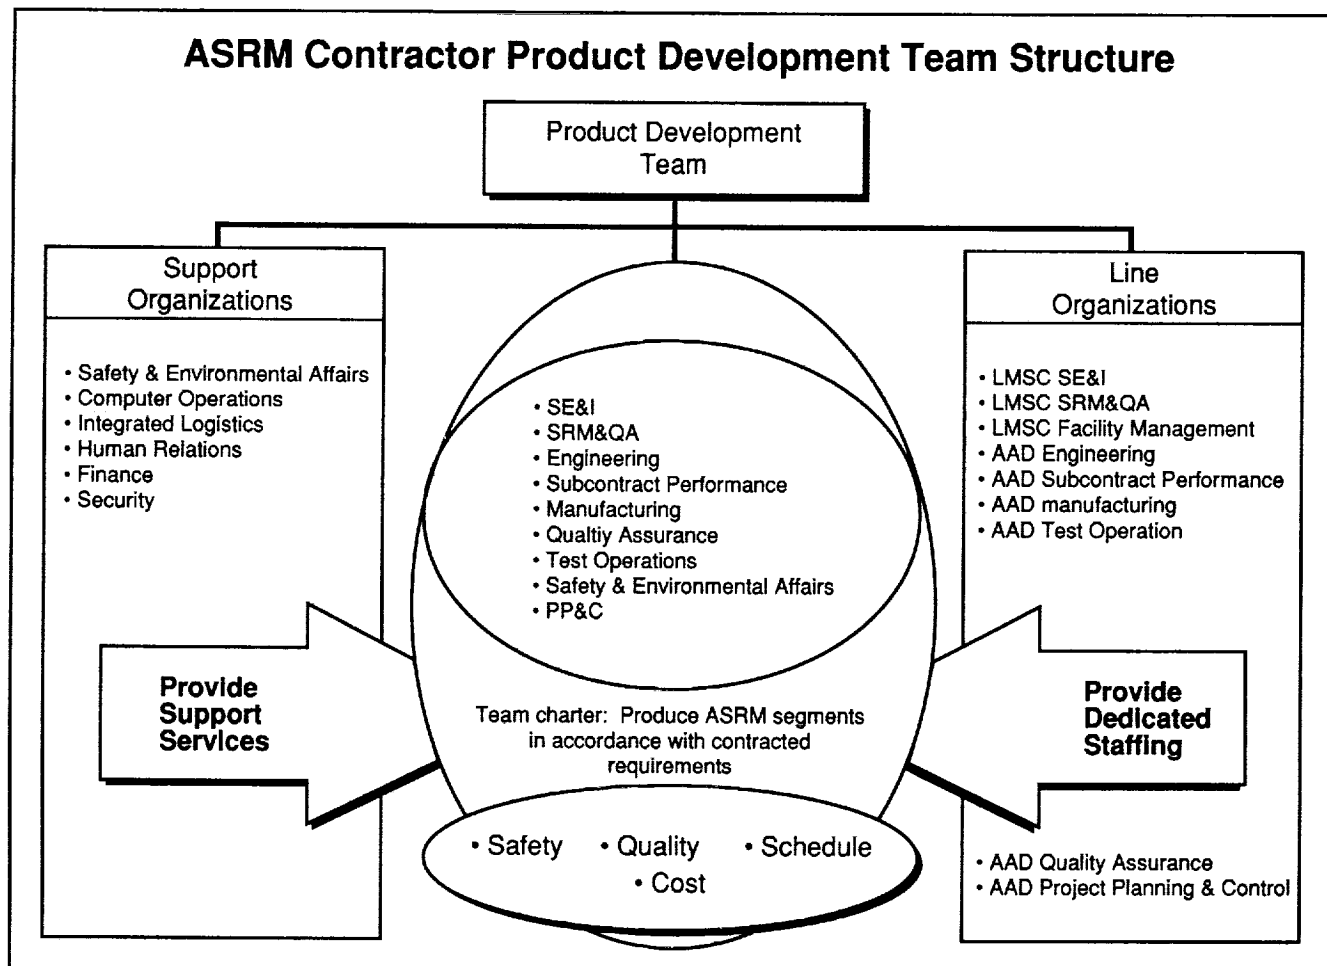 ASRM Contractor Product Development Team Structure
Product Development
Team
Support
Organizations
• Safety & Environmental Affairs
• Computer Operations
• Integrated Logistics
• Human Relations
• Finance
• Security
Provide
Support
Services
• SE&I
• SRM&QA
• Engineering
• Subcontract Performance
• Manufacturing
• Qualtiy Assurance
• Test Operations
• Safety & Environmental Affairs
• PP&C
Team charter: Produce ASRM segments
in accordance with contracted
requirements
• Safety • Quality • Schedule
• Cost
Line
Organizations
• LMSC SE&I
• LMSC SRM&QA
• LMSC Facility Management
• AAD Engineering
• AAD Subcontract Performance
• AAD manufacturing
• AAD Test Operation
Provide
Dedicated
Staffing
• AAD Quality Assurance
• AAD Project Planning & Control